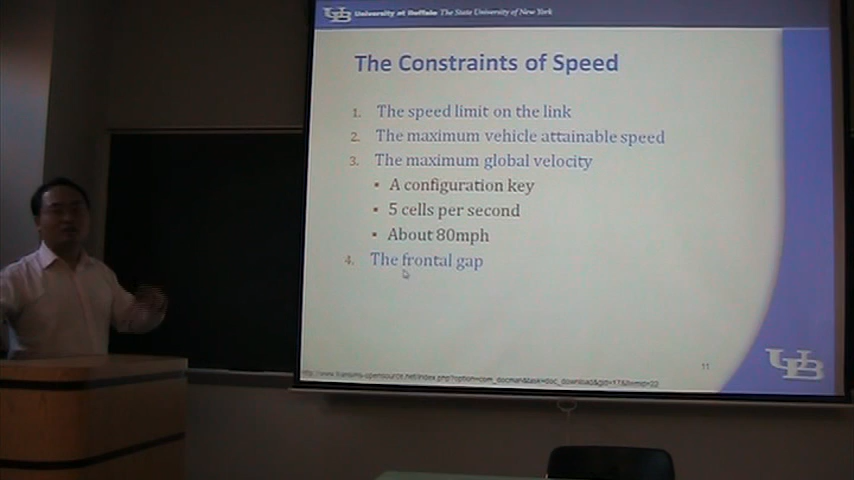 UB University at Buffalo The State University of New York
The Constraints of Speed
1. The speed limit on the link
2. The maximum vehicle attainable speed
3. The maximum global velocity
▪ A configuration key
▪ 5 cells per second
▪ About 80mph
4. The frontal gap
11
UB